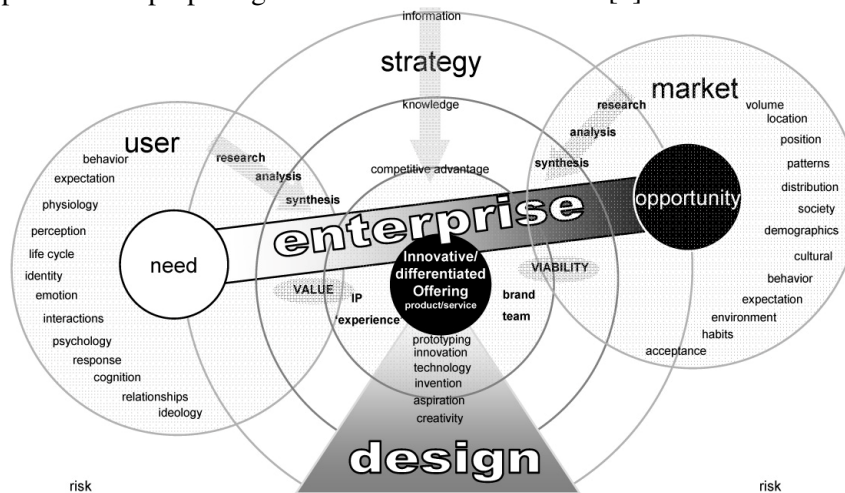 information
strategy
knowledge
competitive advantage
user
behavior
expectation
physiology
perception
life cycle
identity
emotion
interactions
psychology
response
cognition
relationships
ideology
research
analysis
synthesis
need
enterprise
VALUE
IP
'experience
Innovative/
differentiated
Offering
product/service
VIABILITY
brand
team
prototyping
innovation
technology
invention
aspiration
creativity
design
market
research
analysis
synthesis
opportunity
volume
location
position
patterns
distribution
society
demographics
cultural
behavior
expectation
environment
habits
acceptance
risk
risk